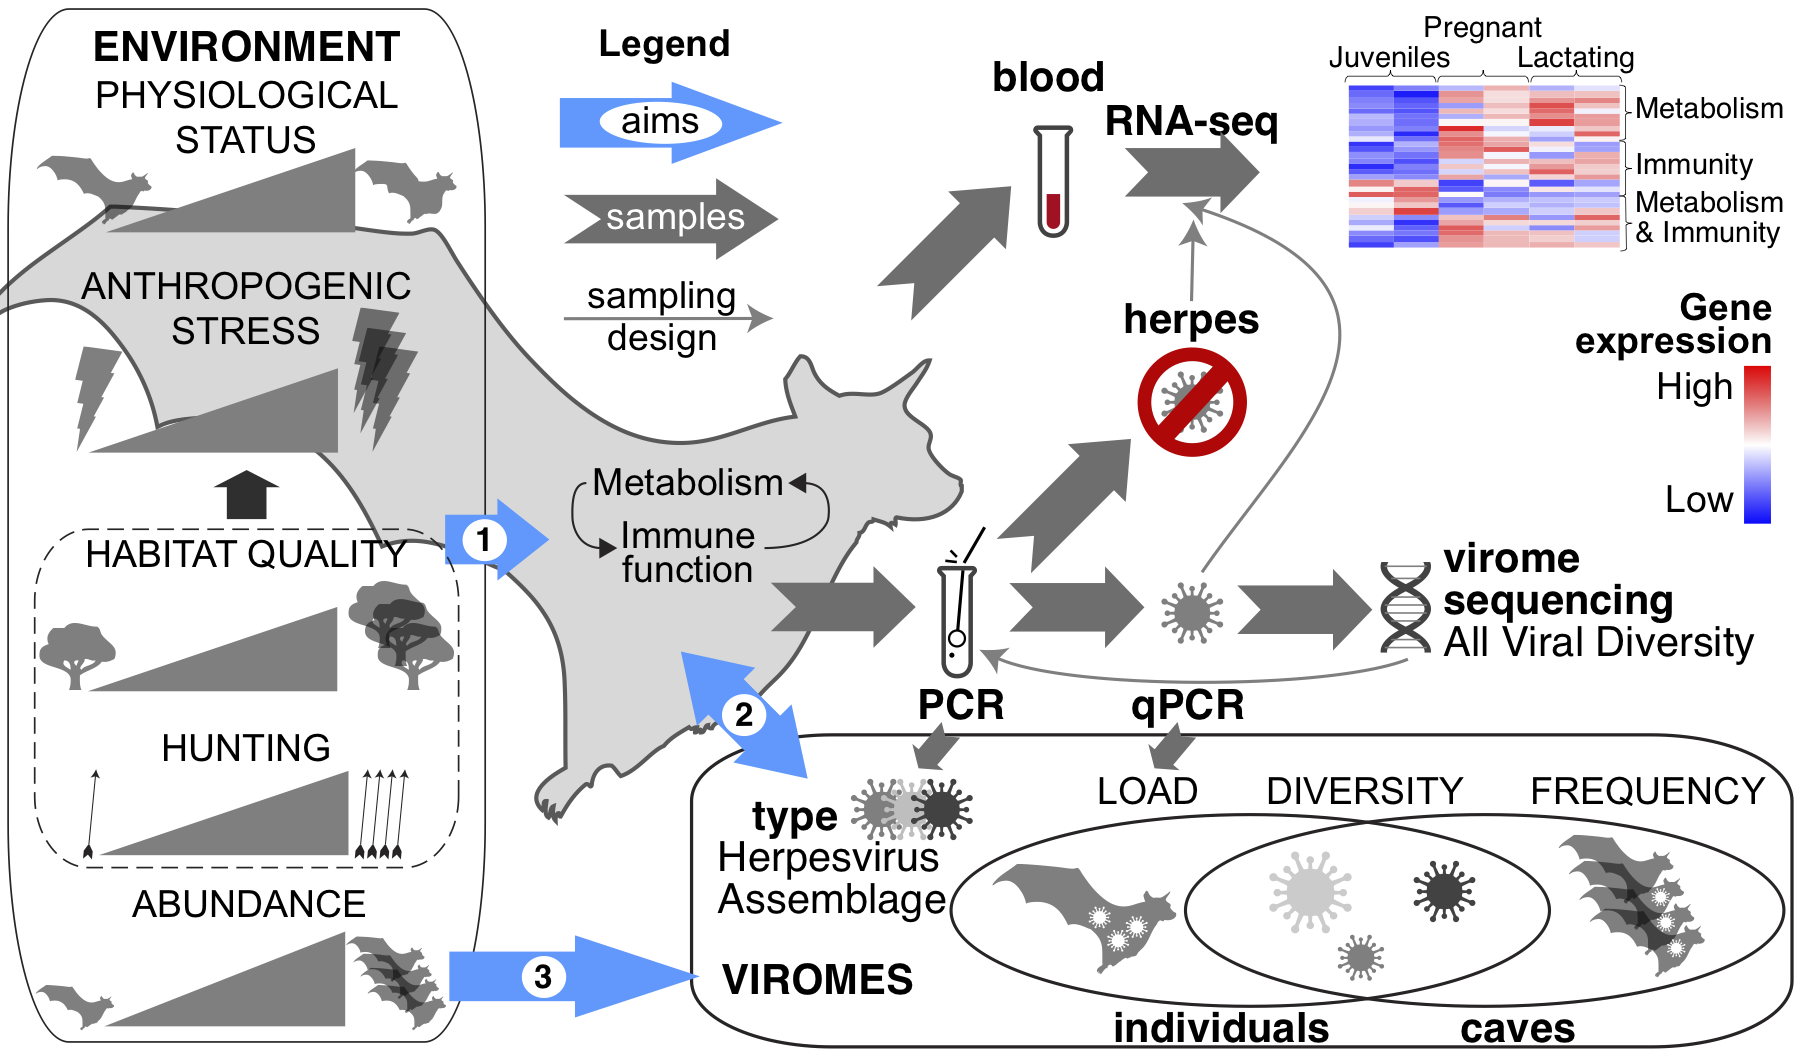 ENVIRONMENT
PHYSIOLOGICAL
STATUS
ANTHROPOGENIC
STRESS
HABITAT QUALITY
HUNTING
ABUNDANCE
Legend
aims
samples
sampling
design
1
2
3
Metabolism
Immune
function
blood
RNA-seq
herpes
PCR
qPCR
virome
sequencing
All Viral Diversity
Pregnant
Juveniles Lactating
Metabolism
Immunity
Metabolism
& Immunity
Gene
expression
High
Low
type
Herpesvirus
Assemblage
VIROMES
LOAD DIVERSITY FREQUENCY
individuals caves